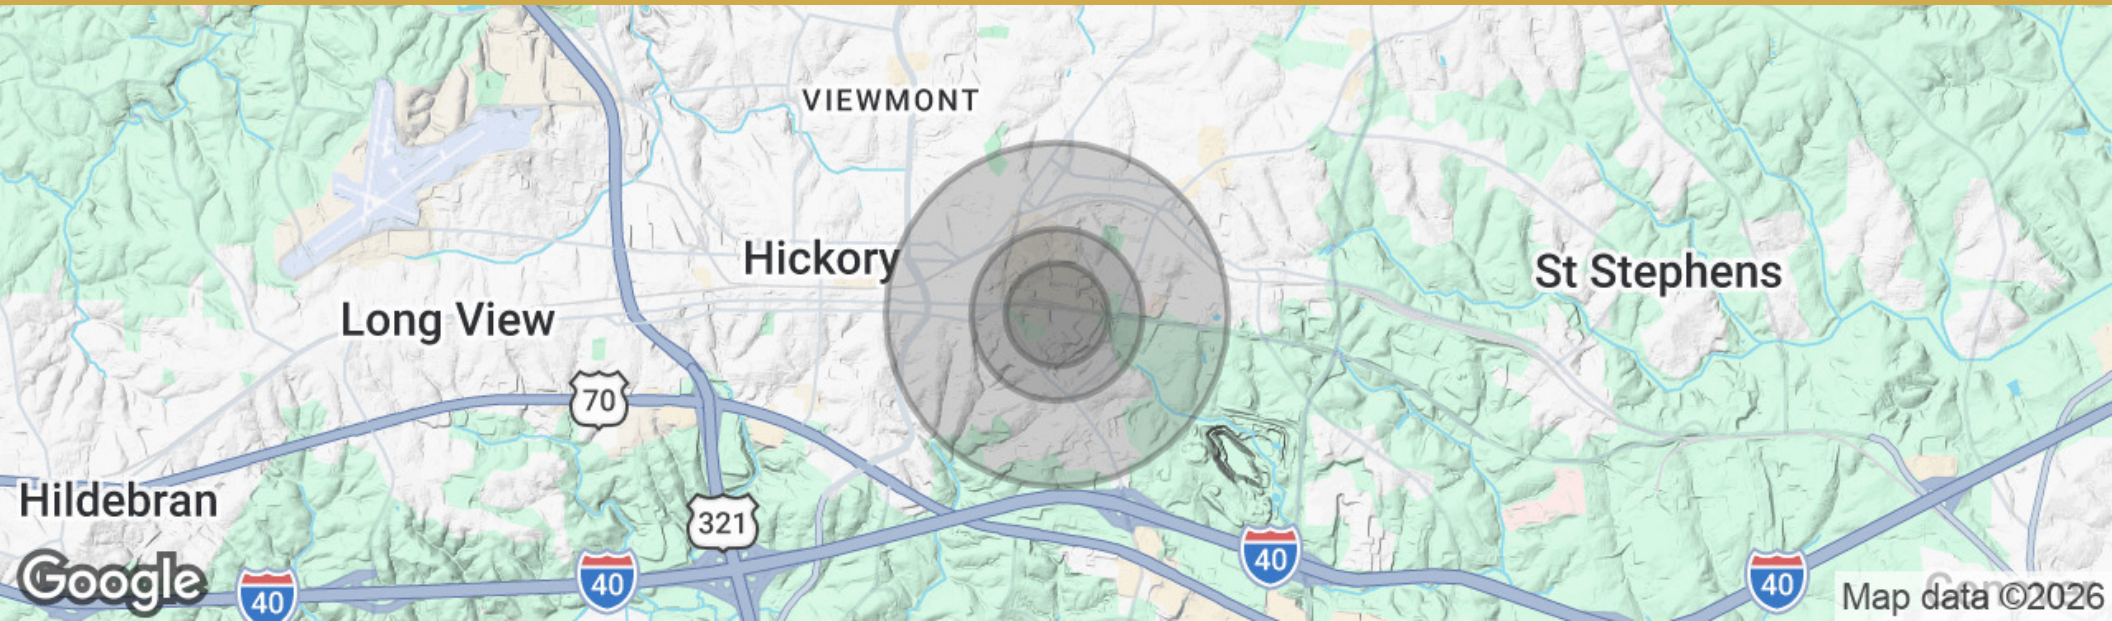 VIEWMONT
Hickory
St Stephens
Long View
70
Hildebran
321
40
40
40
40
Google
Map data ©2026